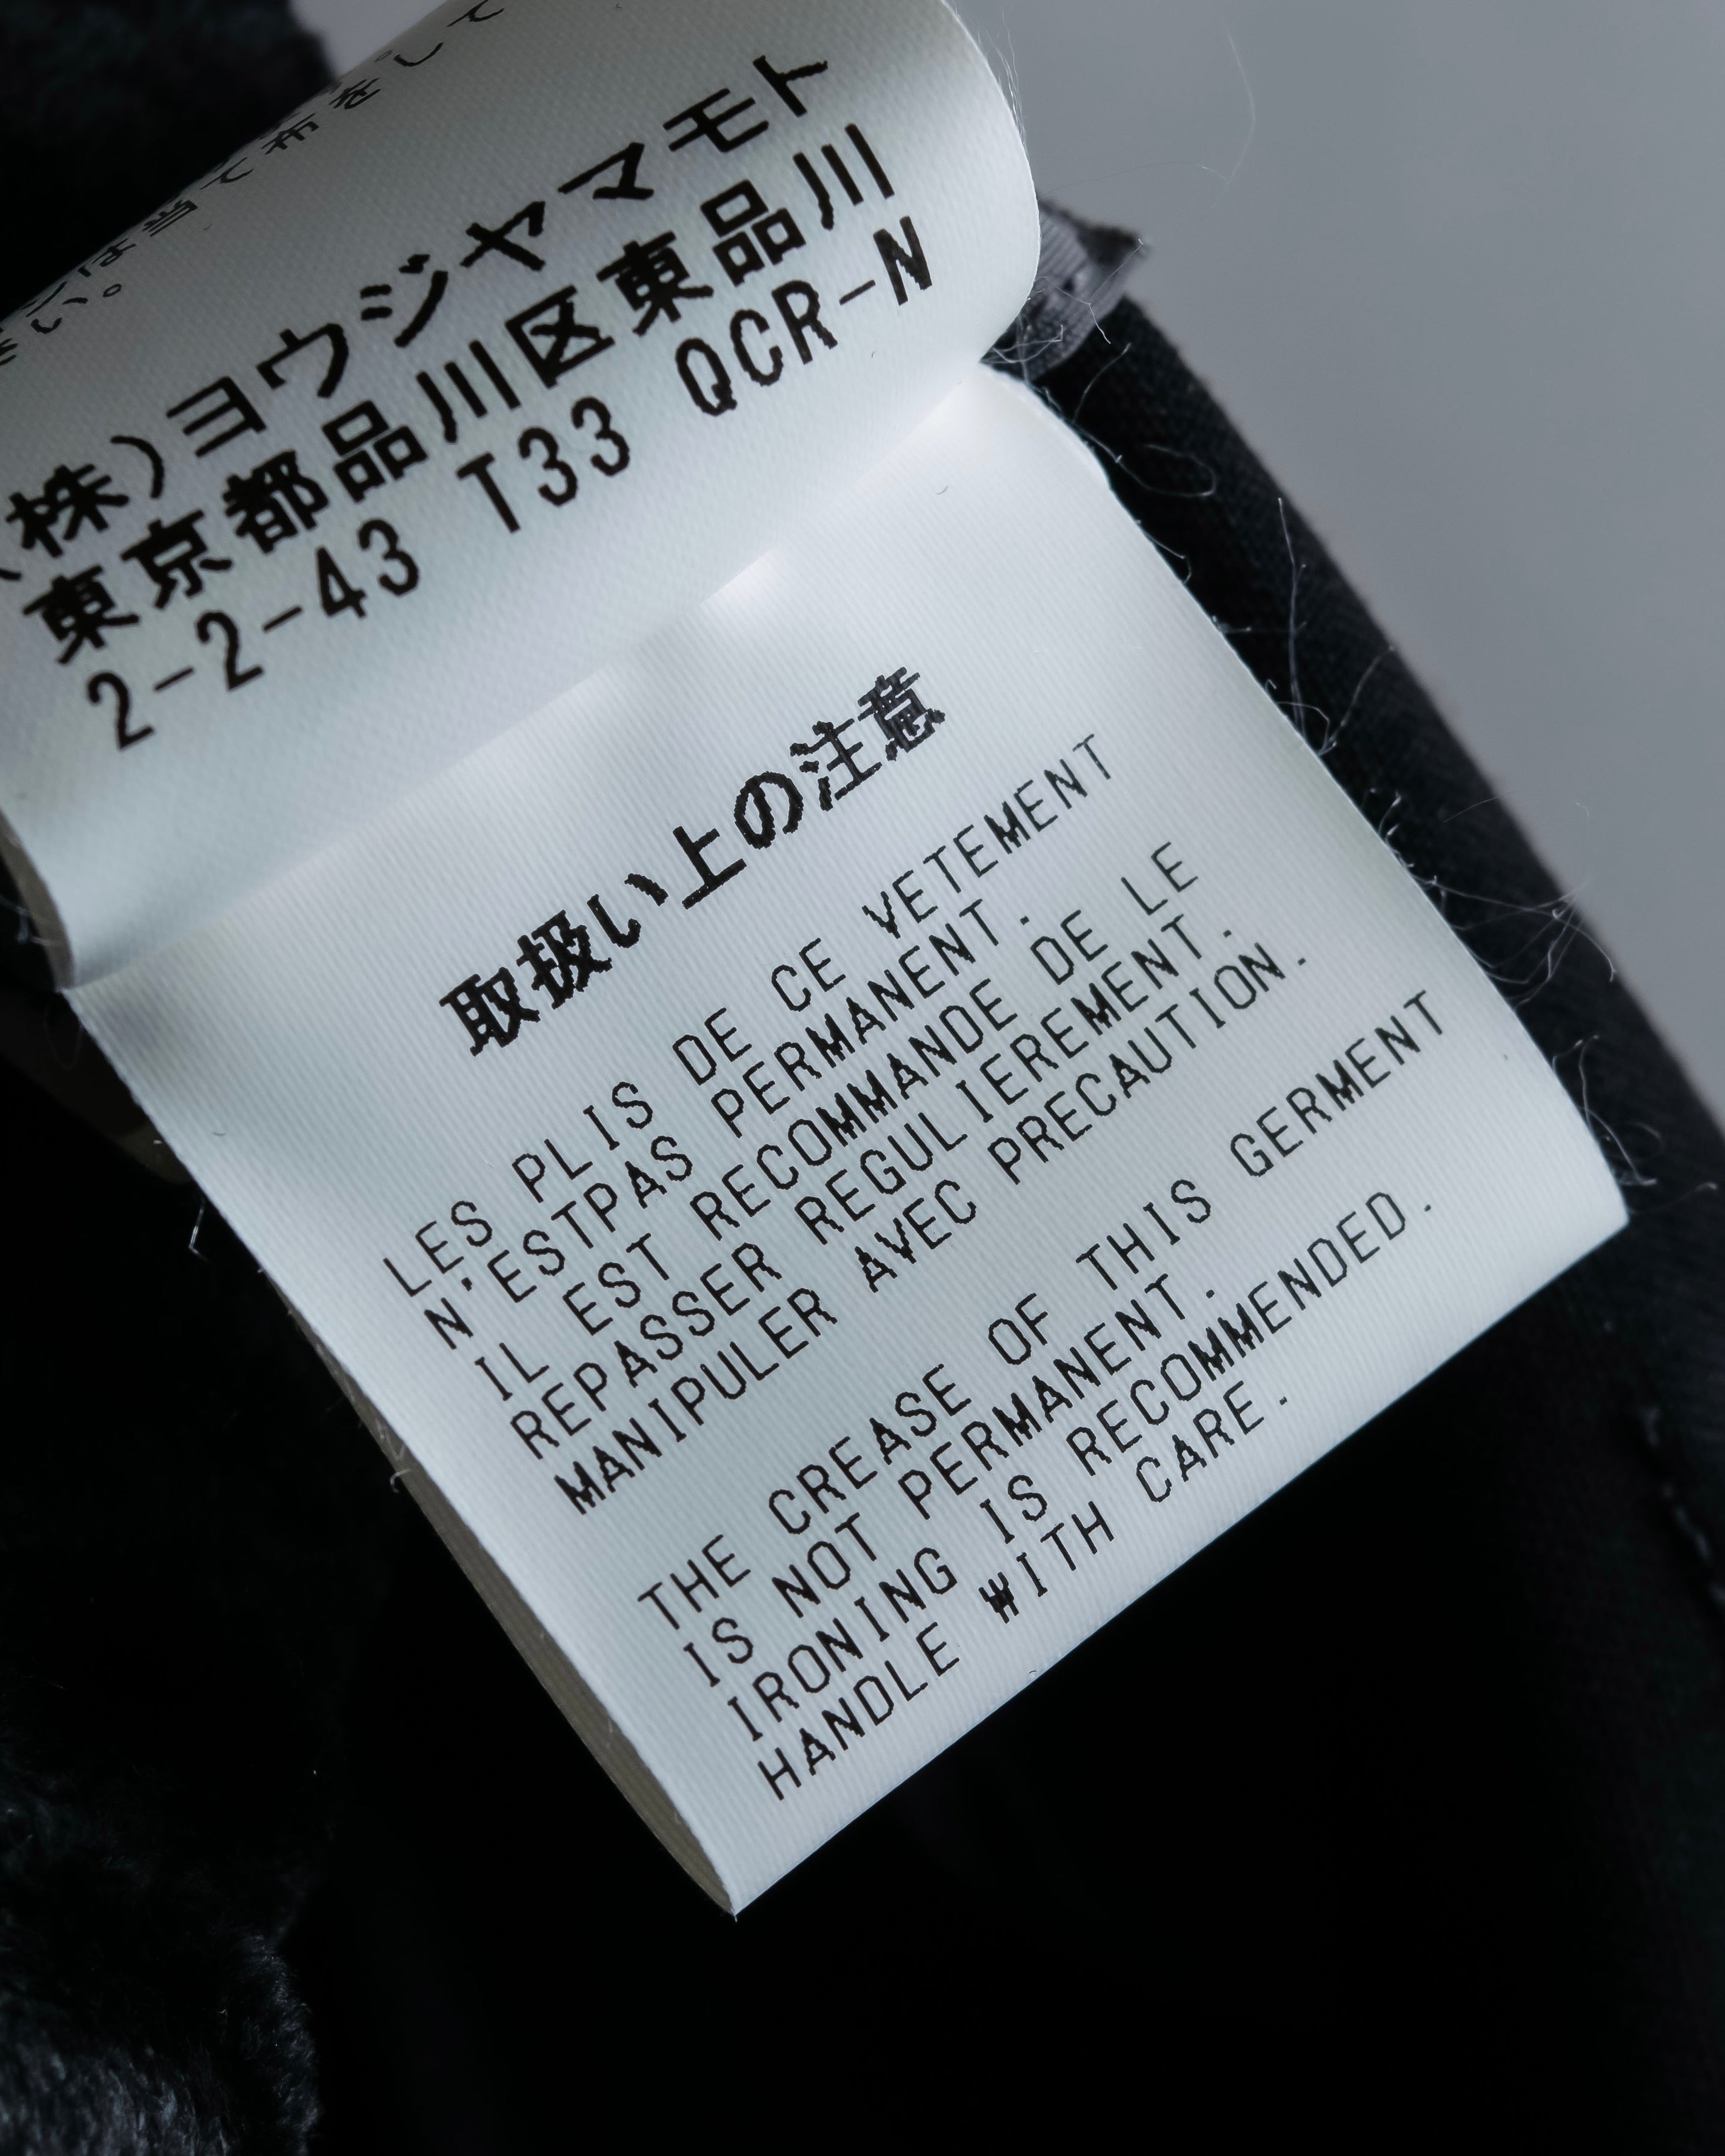 さい。
(株)ヨウジヤマモト
東京都品川区東品川
2-2-43 T33 QCR-N
取扱い上の注意
LES PLIS DE CE VETEMENT
N'ESTPAS PERMANENT.
IL EST RECOMMANDE DE LE
REPASSER REGULIEREMENT.
MANIPULER AVEC PRECAUTION.
THE CREASE OF THIS GERMENT
IS NOT PERMANENT.
IRONING IS RECOMMENDED.
HANDLE WITH CARE.